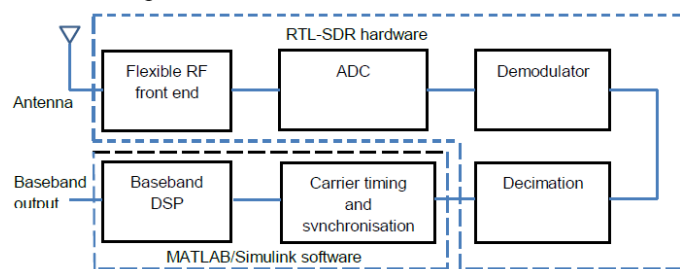 RTL-SDR hardware
Flexible RF
front end
ADC
Demodulator
Antenna
Baseband
output
Baseband
DSP
Carrier timing
and
synchronisation
Decimation
MATLAB/Simulink software